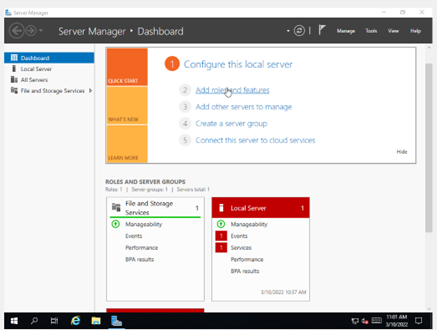 Server Manager
Server Manager • Dashboard
Manage Tools View Help
Dashboard
Local Server
All Servers
File and Storage Services
QUICK START
WHAT'S NEW
LEARN MORE
1 Configure this local server
2 Add roles and features
3 Add other servers to manage
4 Create a server group
5 Connect this server to cloud services
Hide
ROLES AND SERVER GROUPS
Roles: 1 | Server groups: 1 | Servers total: 1
File and Storage Services 1
Manageability
Events
Performance
BPA results
Local Server 1
Manageability
1 Events
1 Services
Performance
BPA results
3/10/2022 10:57 AM
11:01 AM
3/10/2022